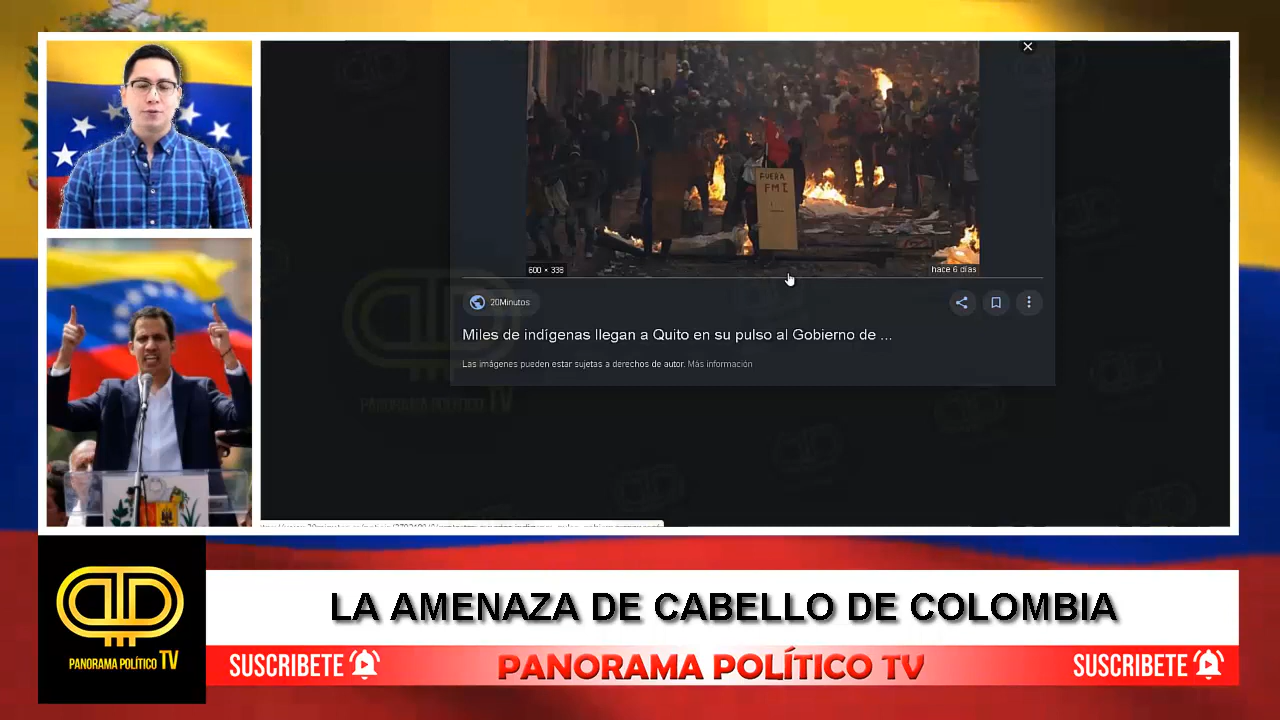 FUERA
FMI
600 × 338
hace 6 días
20Minutos
Miles de indígenas llegan a Quito en su pulso al Gobierno de ...
Las imágenes pueden estar sujetas a derechos de autor. Más información
PANORAMA POLÍTICO TV
LA AMENAZA DE CABELLO DE COLOMBIA
PANORAMA POLÍTICO TV
SUSCRIBETE
PANORAMA POLÍTICO TV
SUSCRIBETE